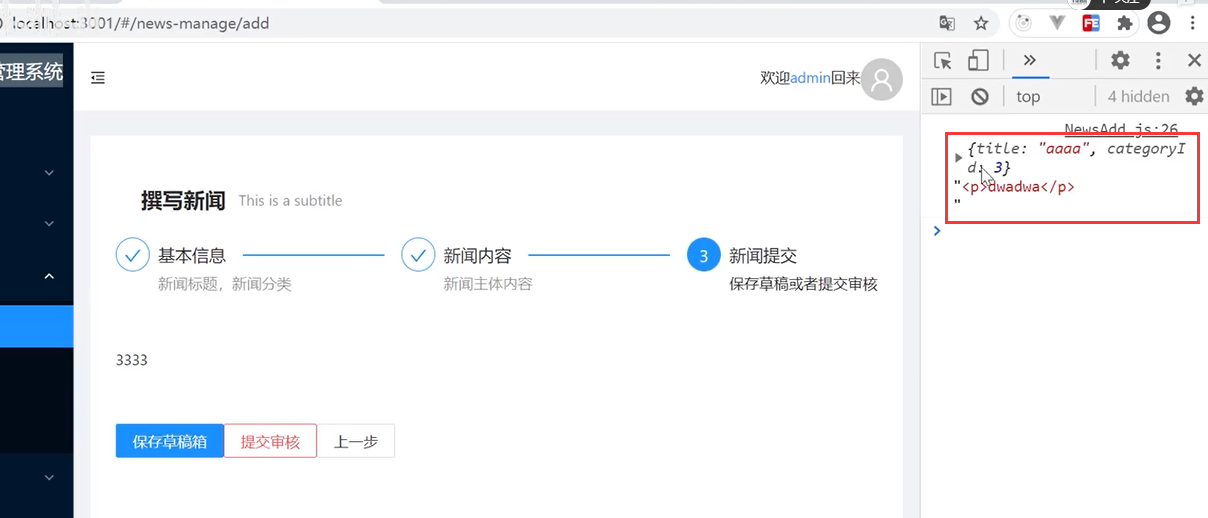 localhost:3001/#/news-manage/add
管理系统
欢迎admin回来
top
4 hidden
NewsAdd.js:26
{title: "aaaa", categoryI
d: 3}
"<p>dwadwa</p>
"
撰写新闻 This is a subtitle
基本信息
新闻标题，新闻分类
新闻内容
新闻主体内容
3 新闻提交
保存草稿或者提交审核
3333
保存草稿箱
提交审核
上一步